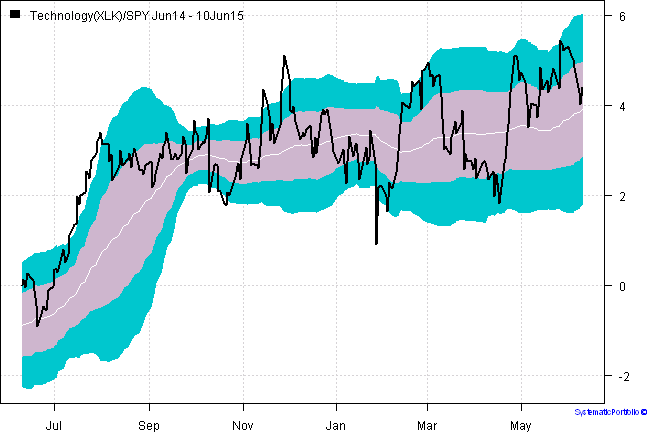 Technology(XLK)/SPY Jun14 - 10Jun15
6
4
2
0
-2
Jul Sep Nov Jan Mar May
SystematicPortfolio ©